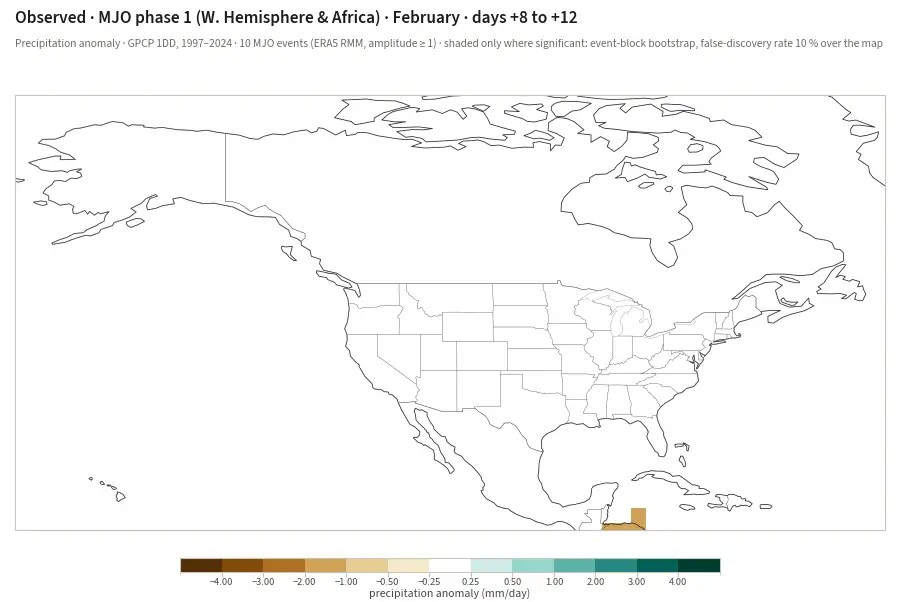 Observed · MJO phase 1 (W. Hemisphere & Africa) · February · days +8 to +12
Precipitation anomaly · GPCP 1DD, 1997–2024 · 10 MJO events (ERA5 RMM, amplitude ≥ 1) · shaded only where significant: event-block bootstrap, false-discovery rate 10 % over the map
−4.00 −3.00 −2.00 −1.00 −0.50 −0.25 0.25 0.50 1.00 2.00 3.00 4.00
precipitation anomaly (mm/day)